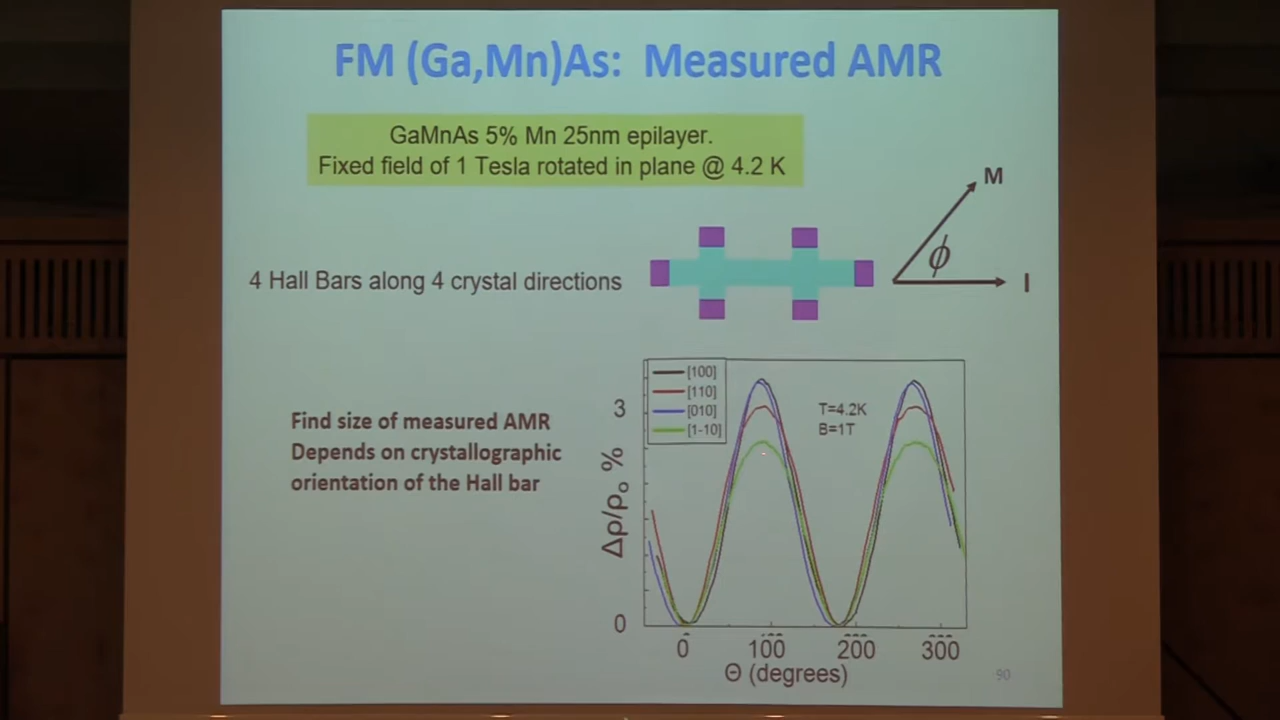 FM (Ga,Mn)As: Measured AMR
GaMnAs 5% Mn 25nm epilayer.
Fixed field of 1 Tesla rotated in plane @ 4.2 K
M
ϕ
I
4 Hall Bars along 4 crystal directions
Find size of measured AMR
Depends on crystallographic
orientation of the Hall bar
[100]
[110]
[010]
[1-10]
T=4.2K
B=1T
3
0
Δρ/ρ₀ %
0 100 200 300
Θ (degrees)
90